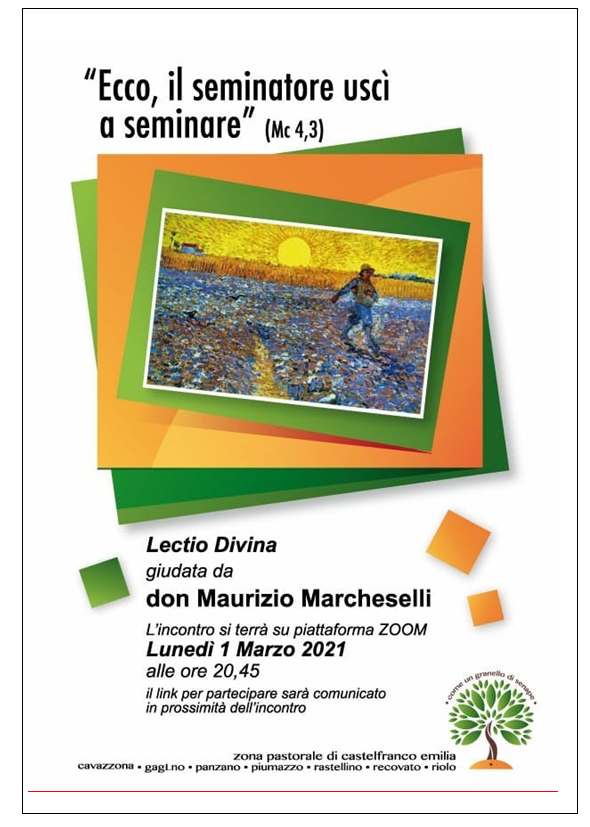 “Ecco, il seminatore uscì
a seminare” (Mc 4,3)
Lectio Divina
giudata da
don Maurizio Marcheselli
L'incontro si terrà su piattaforma ZOOM
Lunedì 1 Marzo 2021
alle ore 20,45
il link per partecipare sarà comunicato
in prossimità dell'incontro
• come un granello di senape •
zona pastorale di castelfranco emilia
cavazzona • gagl.no • panzano • piumazzo • rastellino • recovato • riolo